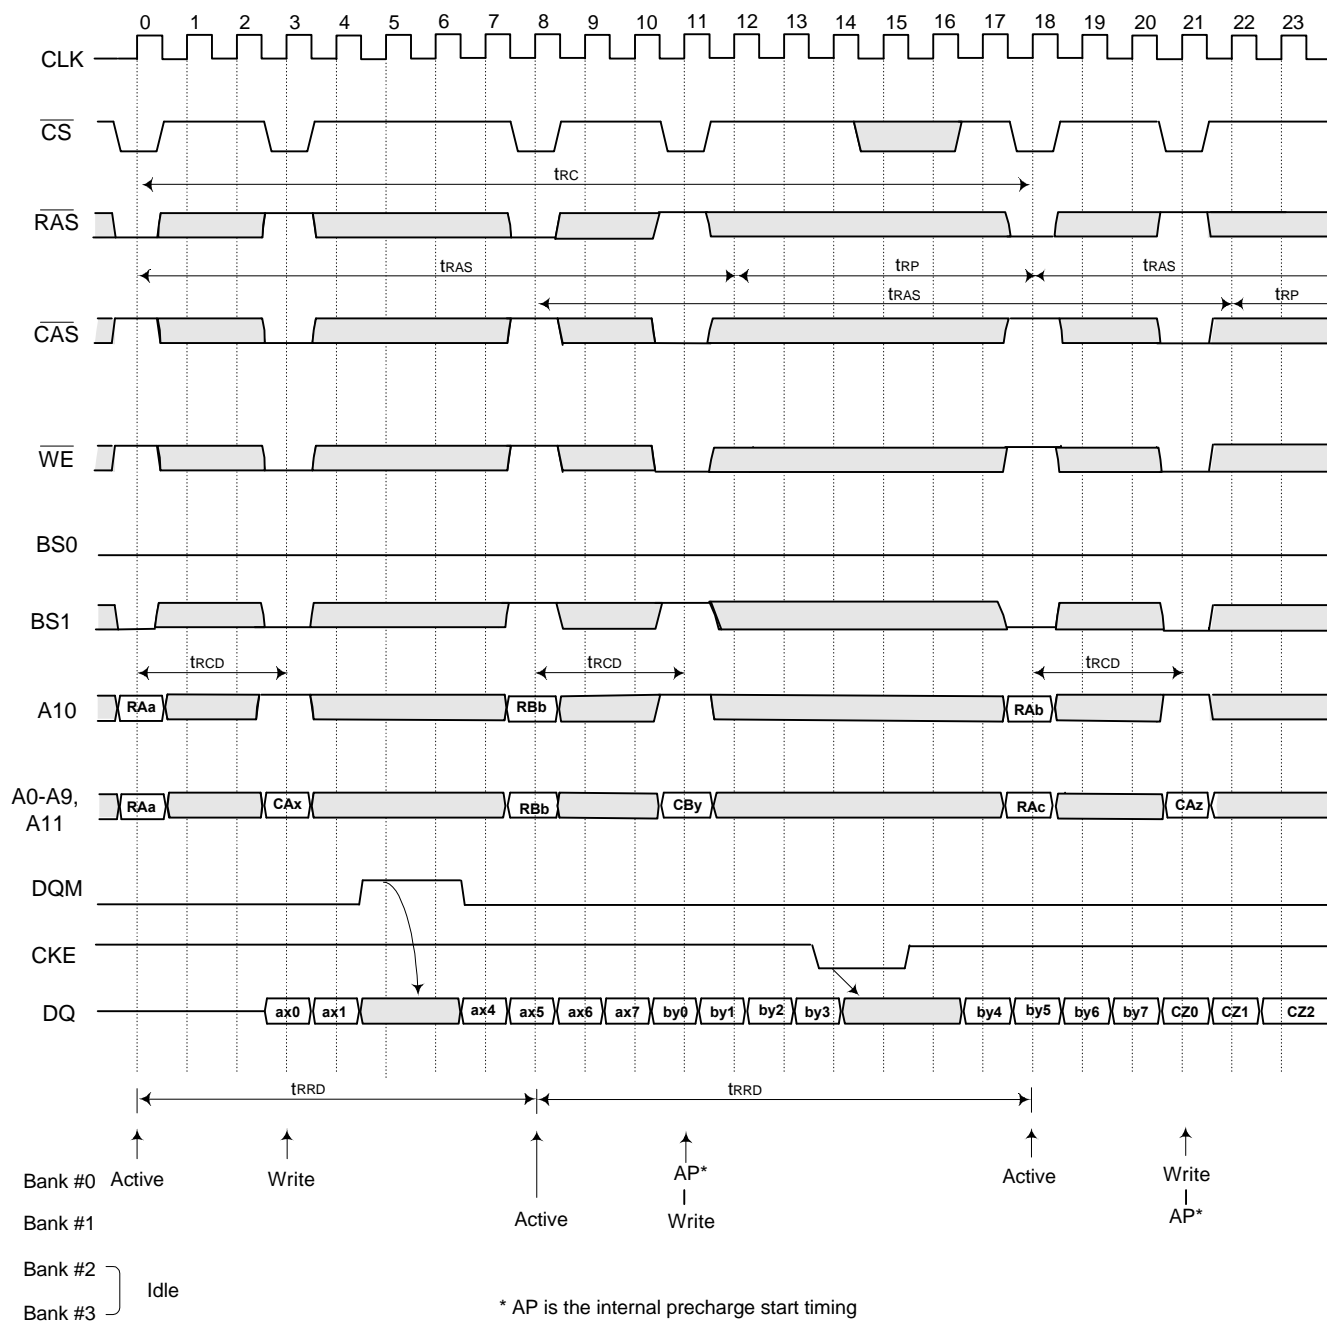 0 1 2 3 4 5 6 7 8 9 10 11 12 13 14 15 16 17 18 19 20 21 22 23
CLK
CS
tRC
RAS
tRAS tRP tRAS
tRAS tRP
CAS
WE
BS0
BS1
tRCD tRCD tRCD
A10 RAa RBb RAb
A0-A9,
A11
RAa CAx RBb CBy RAc CAz
DQM
CKE
DQ ax0 ax1 ax4 ax5 ax6 ax7 by0 by1 by2 by3 by4 by5 by6 by7 CZ0 CZ1 CZ2
tRRD tRRD
Bank #0 Active Write AP* Active Write
Bank #1 Active Write AP*
Bank #2
Idle
Bank #3
* AP is the internal precharge start timing